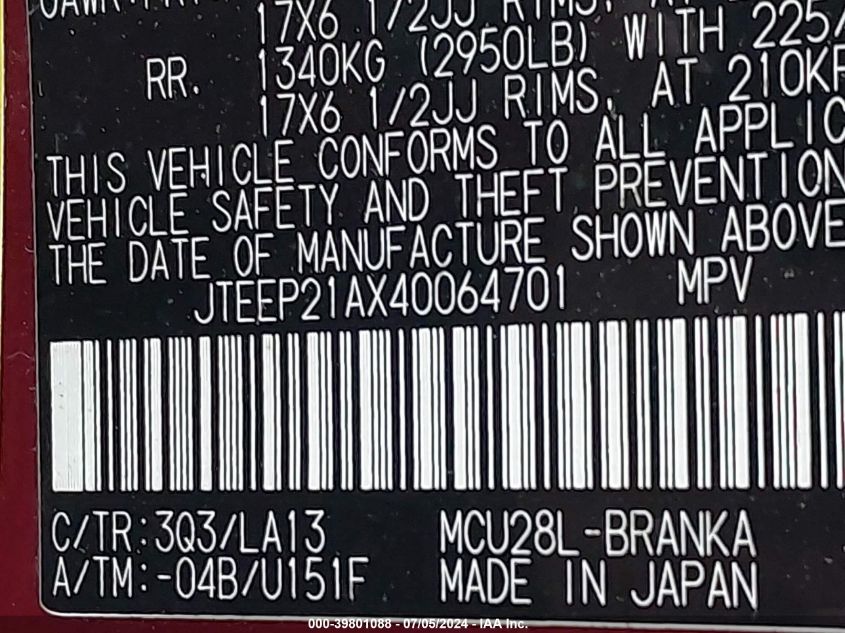 17X6 1/2JJ RIMS, AT
RR. 1340KG (2950LB) WITH 225/
17X6 1/2JJ RIMS, AT 210KP
THIS VEHICLE CONFORMS TO ALL APPLIC
VEHICLE SAFETY AND THEFT PREVENTION
THE DATE OF MANUFACTURE SHOWN ABOVE
JTEEP21AX40064701 MPV
C/TR:3Q3/LA13 MCU28L-BRANKA
A/TM:-04B/U151F MADE IN JAPAN
000-39801088 - 07/05/2024 - IAA Inc.